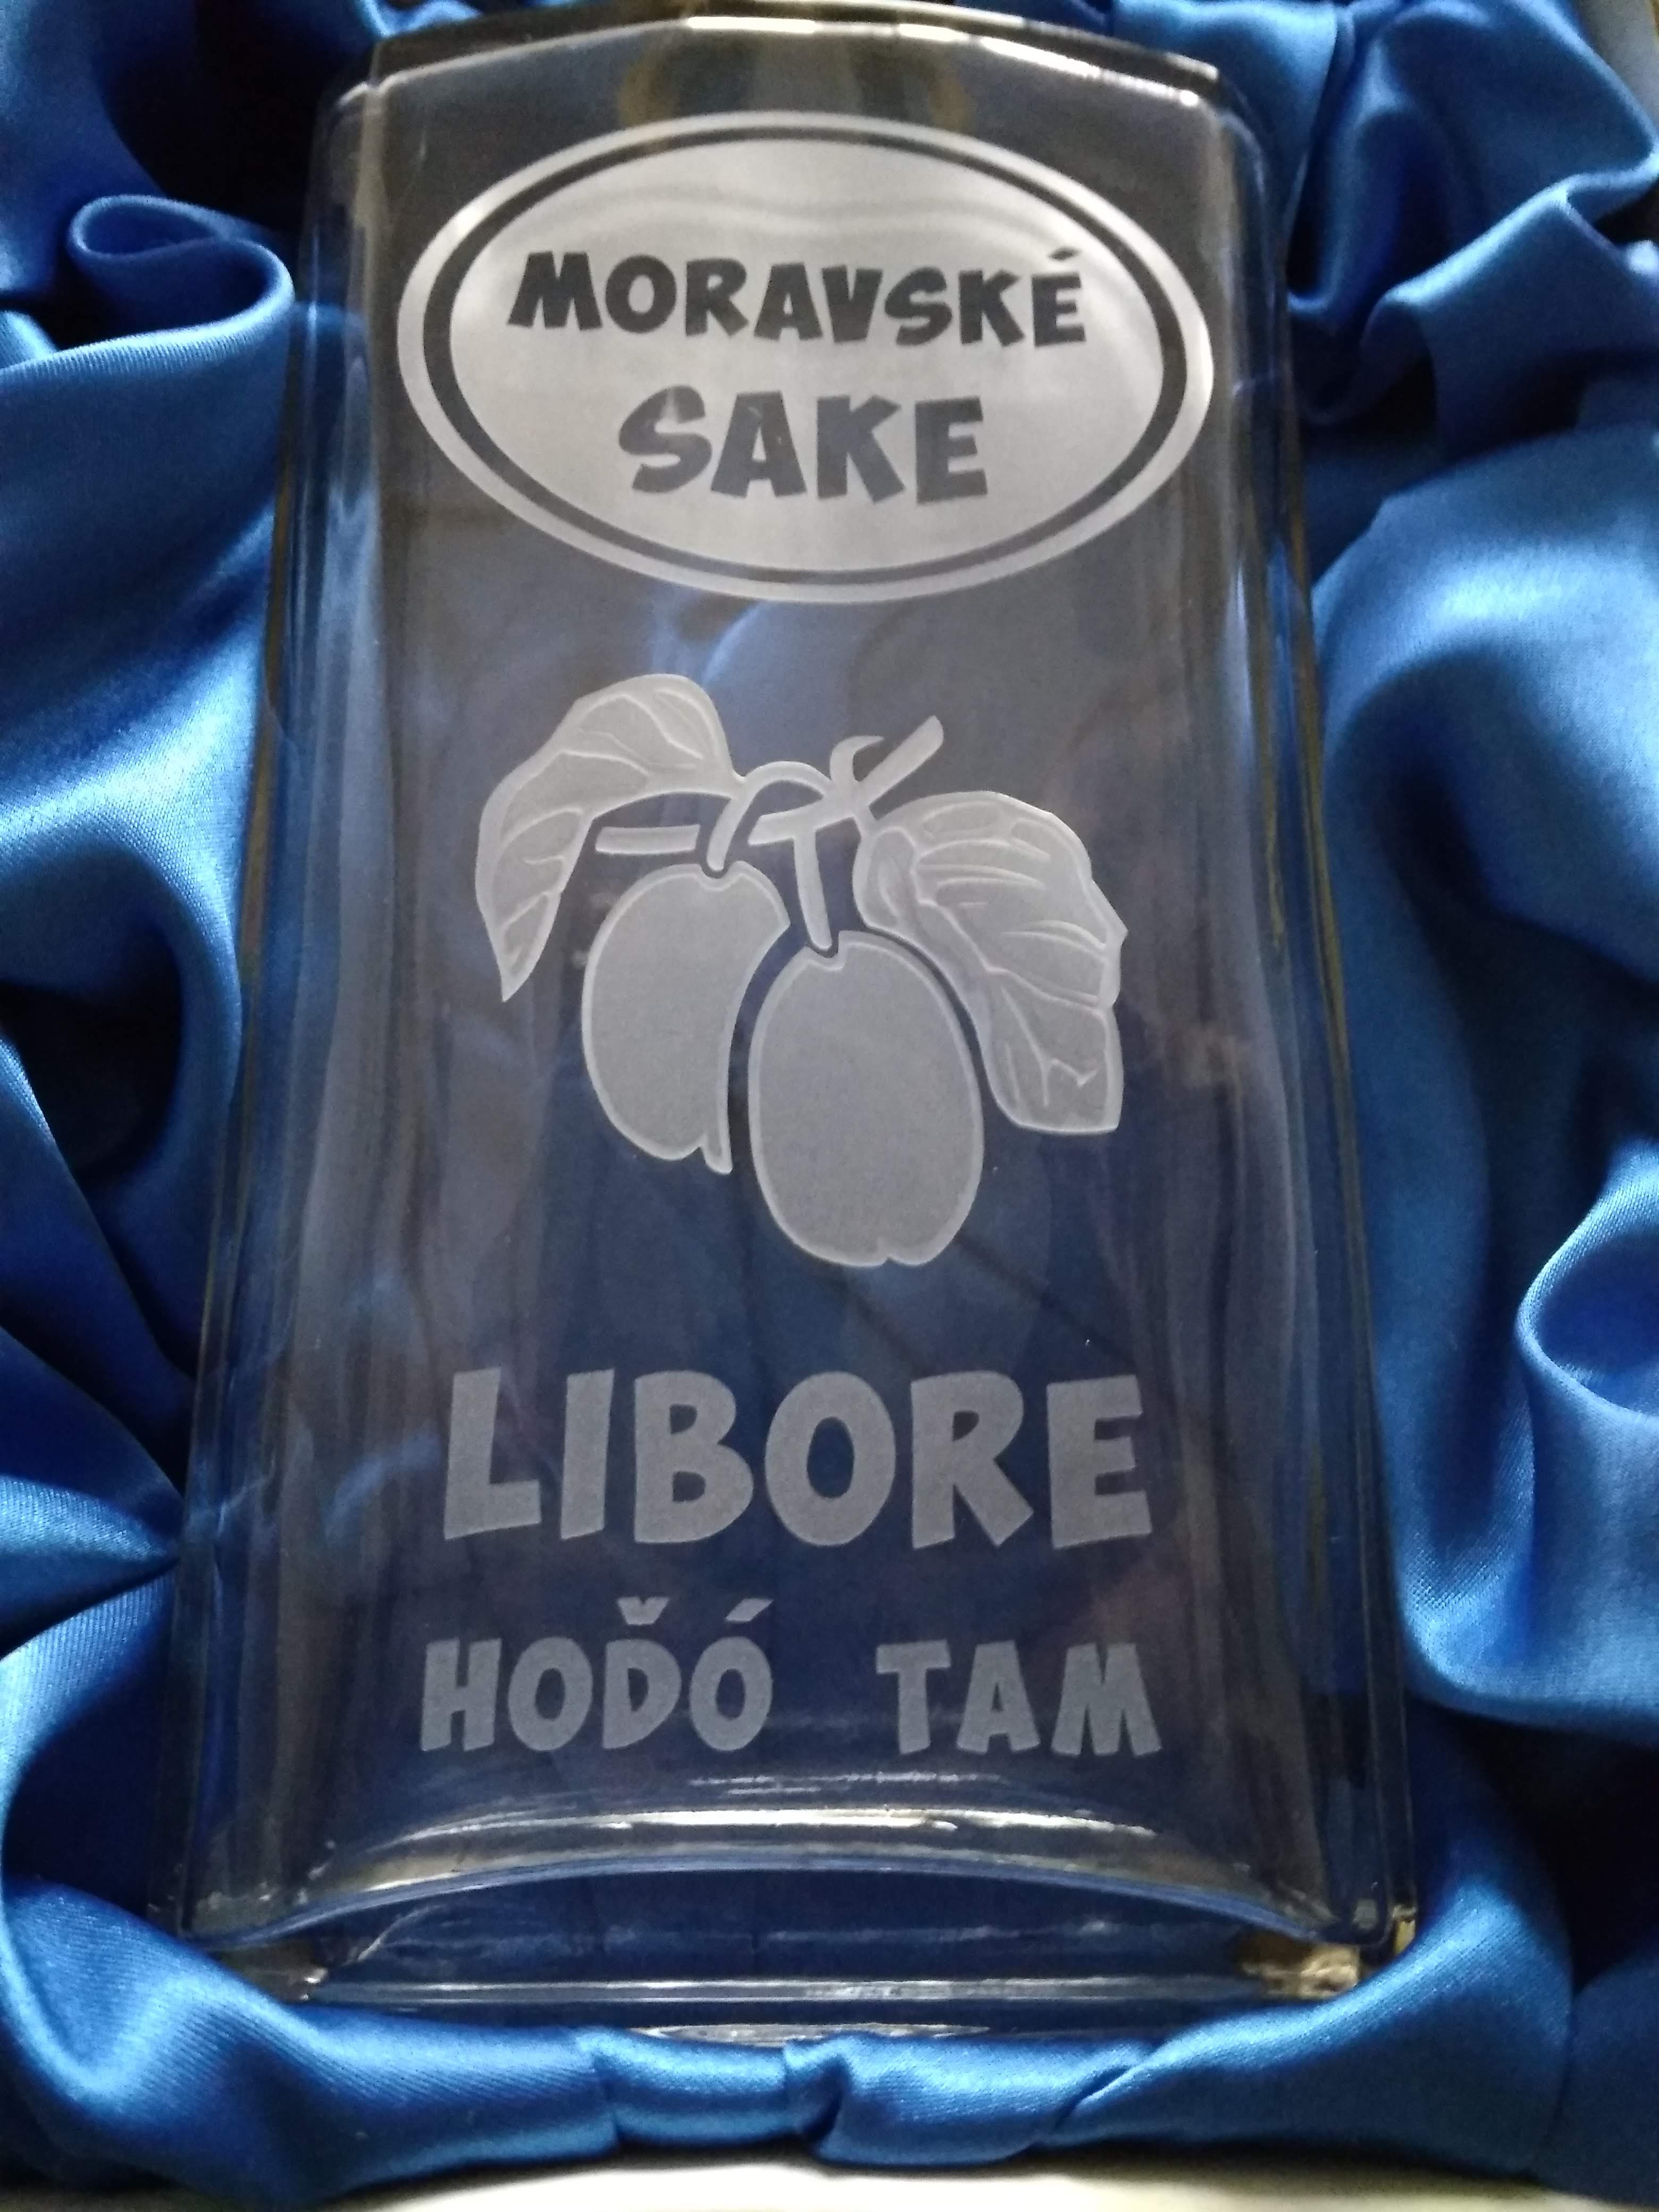 MORAVSKÉ
SAKE
LIBORE
HOĎÓ TAM